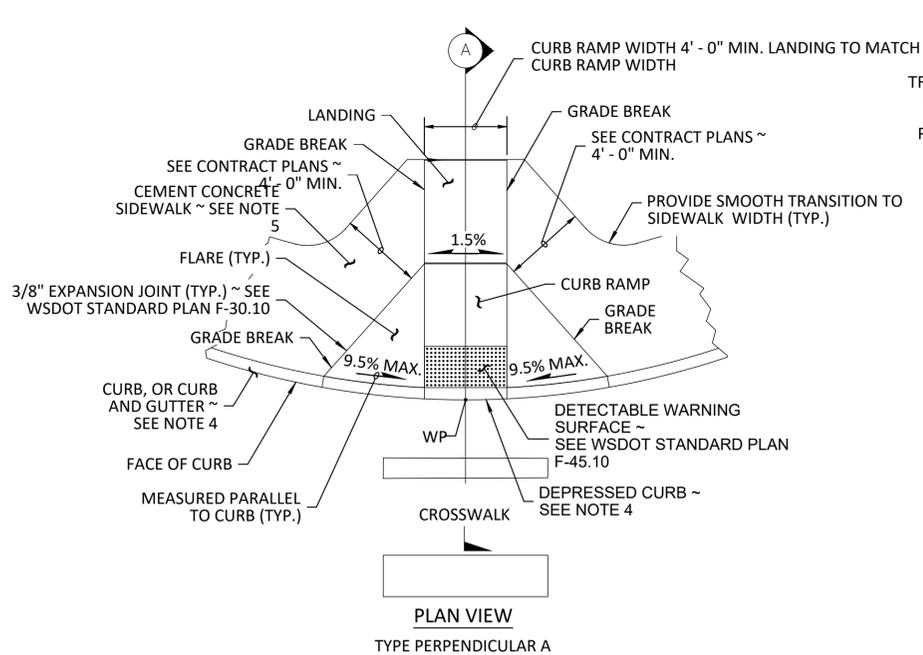 A
CURB RAMP WIDTH 4' - 0" MIN. LANDING TO MATCH
CURB RAMP WIDTH
LANDING
GRADE BREAK
GRADE BREAK
SEE CONTRACT PLANS ~
4' - 0" MIN.
SEE CONTRACT PLANS ~
4' - 0" MIN.
CEMENT CONCRETE
SIDEWALK ~ SEE NOTE
5
PROVIDE SMOOTH TRANSITION TO
SIDEWALK WIDTH (TYP.)
1.5%
FLARE (TYP.)
CURB RAMP
3/8" EXPANSION JOINT (TYP.) ~ SEE
WSDOT STANDARD PLAN F-30.10
GRADE
BREAK
GRADE BREAK
9.5% MAX.
9.5% MAX.
CURB, OR CURB
AND GUTTER ~
SEE NOTE 4
DETECTABLE WARNING
SURFACE ~
SEE WSDOT STANDARD PLAN
F-45.10
WP
FACE OF CURB
MEASURED PARALLEL
TO CURB (TYP.)
DEPRESSED CURB ~
SEE NOTE 4
CROSSWALK
PLAN VIEW
TYPE PERPENDICULAR A